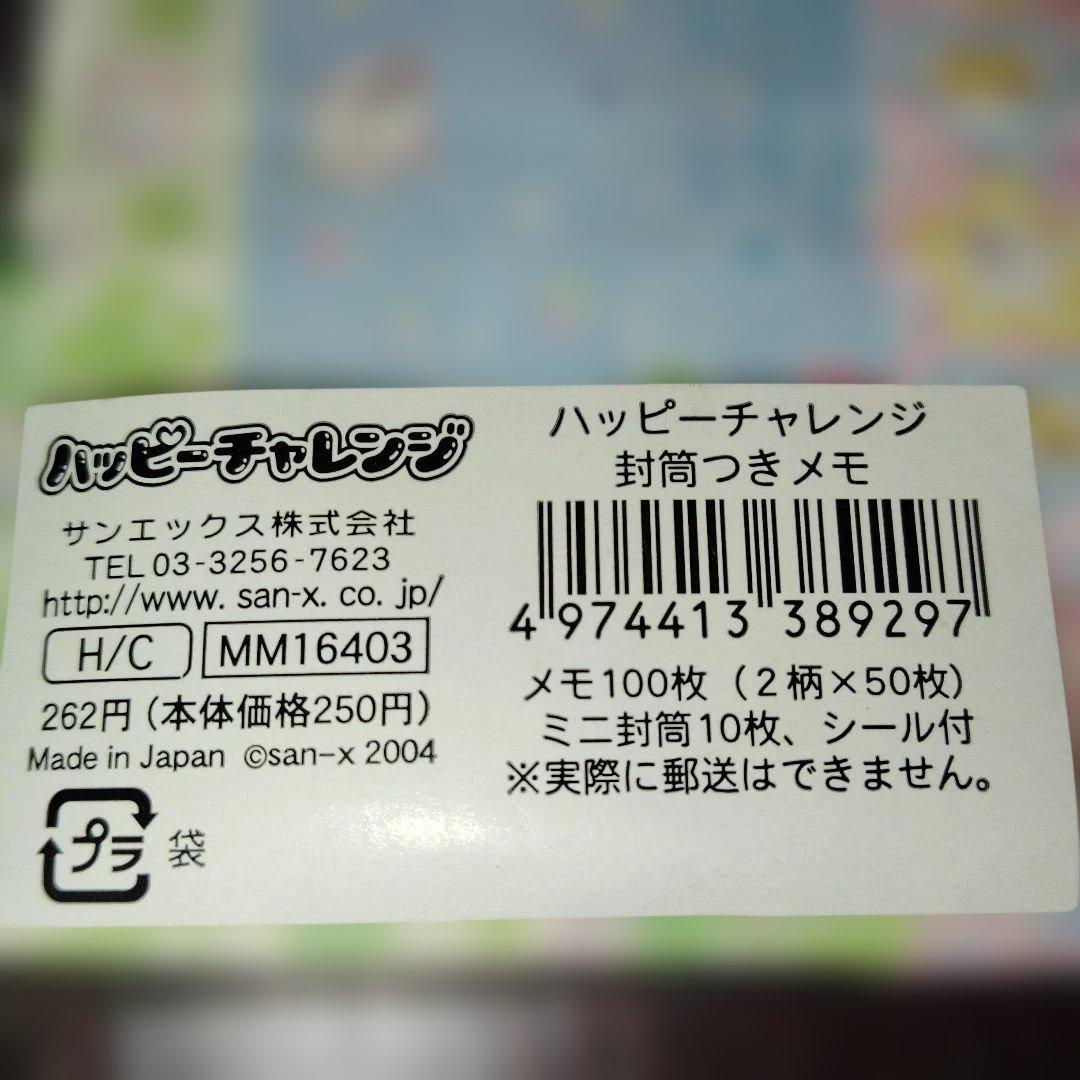 ハッピーチャレンジ
サンエックス株式会社
TEL 03-3256-7623
http://www. san-x. co. jp/
H/C MM16403
262円（本体価格250円）
Made in Japan ©san-x 2004
プラ 袋
ハッピーチャレンジ
封筒つきメモ
4 974413 389297
メモ100枚（2柄×50枚）
ミニ封筒10枚、シール付
※実際に郵送はできません。